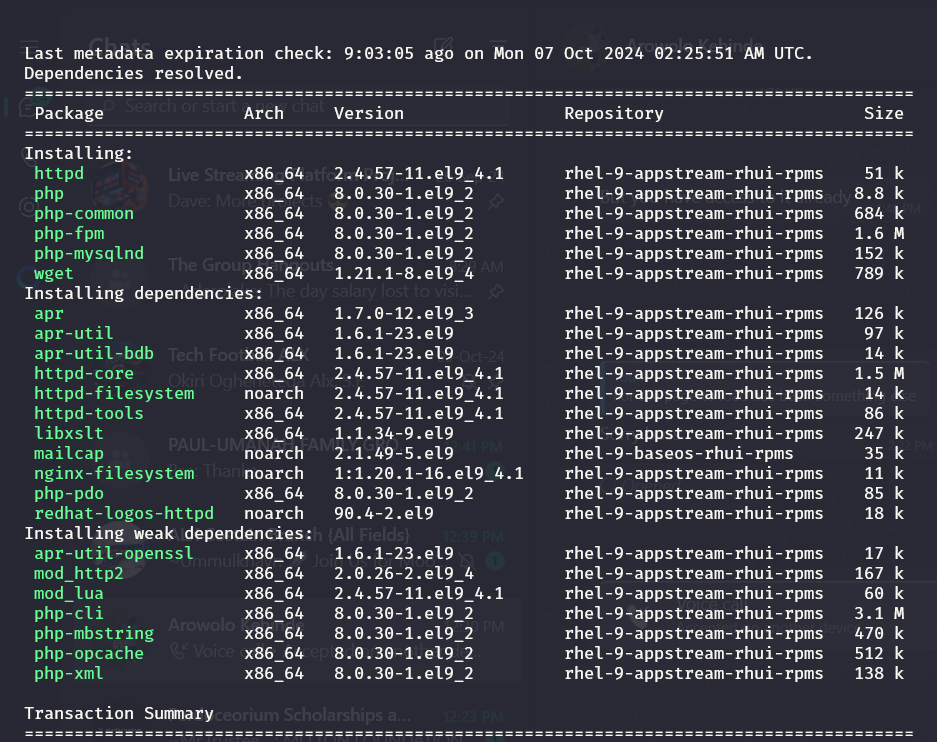 Last metadata expiration check: 9:03:05 ago on Mon 07 Oct 2024 02:25:51 AM UTC.
Dependencies resolved.
================================================================================
Package Arch Version Repository Size
================================================================================
Installing:
httpd x86_64 2.4.57-11.el9_4.1 rhel-9-appstream-rhui-rpms 51 k
php x86_64 8.0.30-1.el9_2 rhel-9-appstream-rhui-rpms 8.8 k
php-common x86_64 8.0.30-1.el9_2 rhel-9-appstream-rhui-rpms 684 k
php-fpm x86_64 8.0.30-1.el9_2 rhel-9-appstream-rhui-rpms 1.6 M
php-mysqlnd x86_64 8.0.30-1.el9_2 rhel-9-appstream-rhui-rpms 152 k
wget x86_64 1.21.1-8.el9_4 rhel-9-appstream-rhui-rpms 789 k
Installing dependencies:
apr x86_64 1.7.0-12.el9_3 rhel-9-appstream-rhui-rpms 126 k
apr-util x86_64 1.6.1-23.el9 rhel-9-appstream-rhui-rpms 97 k
apr-util-bdb x86_64 1.6.1-23.el9 rhel-9-appstream-rhui-rpms 14 k
httpd-core x86_64 2.4.57-11.el9_4.1 rhel-9-appstream-rhui-rpms 1.5 M
httpd-filesystem noarch 2.4.57-11.el9_4.1 rhel-9-appstream-rhui-rpms 14 k
httpd-tools x86_64 2.4.57-11.el9_4.1 rhel-9-appstream-rhui-rpms 86 k
libxslt x86_64 1.1.34-9.el9 rhel-9-appstream-rhui-rpms 247 k
mailcap noarch 2.1.49-5.el9 rhel-9-baseos-rhui-rpms 35 k
nginx-filesystem noarch 1:1.20.1-16.el9_4.1 rhel-9-appstream-rhui-rpms 11 k
php-pdo x86_64 8.0.30-1.el9_2 rhel-9-appstream-rhui-rpms 85 k
redhat-logos-httpd noarch 90.4-2.el9 rhel-9-appstream-rhui-rpms 18 k
Installing weak dependencies:
apr-util-openssl x86_64 1.6.1-23.el9 rhel-9-appstream-rhui-rpms 17 k
mod_http2 x86_64 2.0.26-2.el9_4 rhel-9-appstream-rhui-rpms 167 k
mod_lua x86_64 2.4.57-11.el9_4.1 rhel-9-appstream-rhui-rpms 60 k
php-cli x86_64 8.0.30-1.el9_2 rhel-9-appstream-rhui-rpms 3.1 M
php-mbstring x86_64 8.0.30-1.el9_2 rhel-9-appstream-rhui-rpms 470 k
php-opcache x86_64 8.0.30-1.el9_2 rhel-9-appstream-rhui-rpms 512 k
php-xml x86_64 8.0.30-1.el9_2 rhel-9-appstream-rhui-rpms 138 k
Transaction Summary
================================================================================